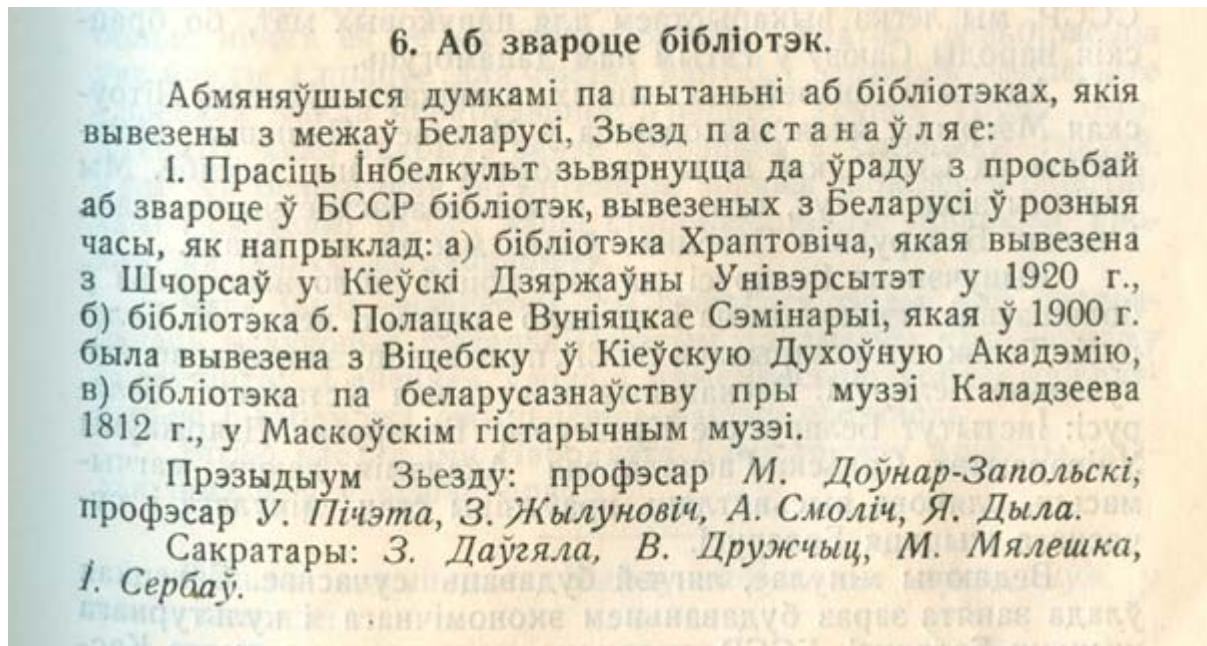 6. Аб звароце бібліотэк.
Абмяняўшыся думкамі па пытаньні аб бібліотэках, якія
вывезены з межаў Беларусі, Зьезд пастанаўляе:
1. Прасіць Інбелкульт зьвярнуцца да ўраду з просьбай
аб звароце ў БССР бібліотэк, вывезеных з Беларусі ў розныя
часы, як напрыклад: а) бібліотэка Храптовіча, якая вывезена
з Шчорсаў у Кіеўскі Дзяржаўны Унівэрсытэт у 1920 г.,
б) бібліотэка б. Полацкае Вуніяцкае Сэмінарыі, якая ў 1900 г.
была вывезена з Віцебску ў Кіеўскую Духоўную Акадэмію,
в) бібліотэка па беларусазнаўству пры музэі Каладзеева
1812 г., у Маскоўскім гістарычным музэі.
Прэзыдыум Зьезду: профэсар М. Доўнар-Запольскі,
профэсар У. Пічэта, З. Жылуновіч, А. Смоліч, Я. Дыла.
Сакратары: З. Даўгяла, В. Дружчыц, М. Мялешка,
І. Сербаў.